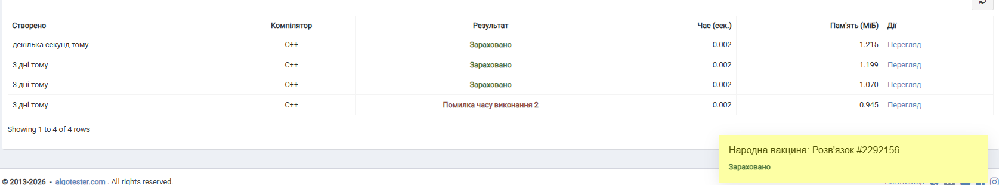 Створено Компілятор Результат Час (сек.) Пам'ять (МіБ) Дії
декілька секунд тому C++ Зараховано 0.002 1.215 Перегляд
3 дні тому C++ Зараховано 0.002 1.199 Перегляд
3 дні тому C++ Зараховано 0.002 1.070 Перегляд
3 дні тому C++ Помилка часу виконання 2 0.002 0.945 Перегляд
Showing 1 to 4 of 4 rows
Народна вакцина: Розв'язок #2292156
Зараховано
© 2013-2026 - algotester.com . All rights reserved.
Алготестер